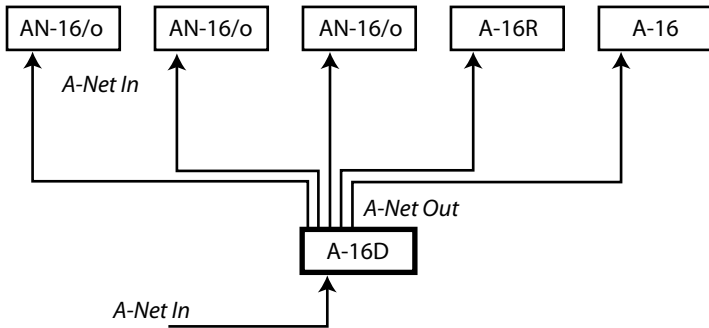 AN-16/o
AN-16/o
AN-16/o
A-16R
A-16
A-Net In
A-Net Out
A-16D
A-Net In